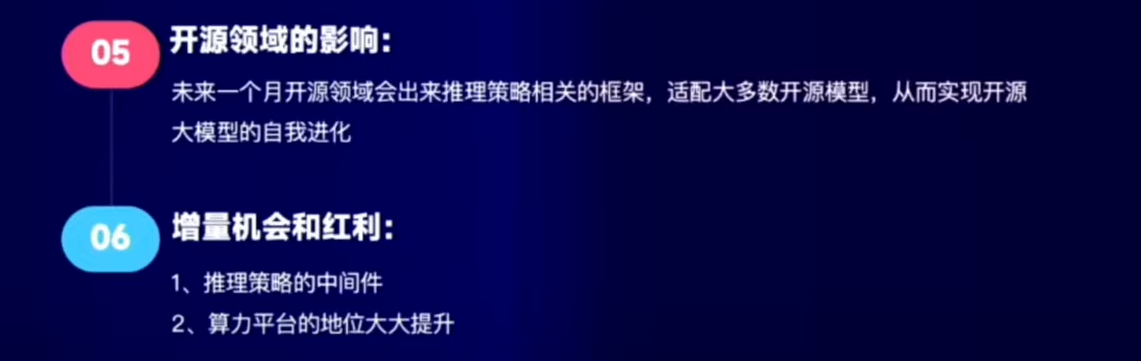 05
开源领域的影响：
未来一个月开源领域会出来推理策略相关的框架，适配大多数开源模型，从而实现开源
大模型的自我进化
06
增量机会和红利：
1、推理策略的中间件
2、算力平台的地位大大提升